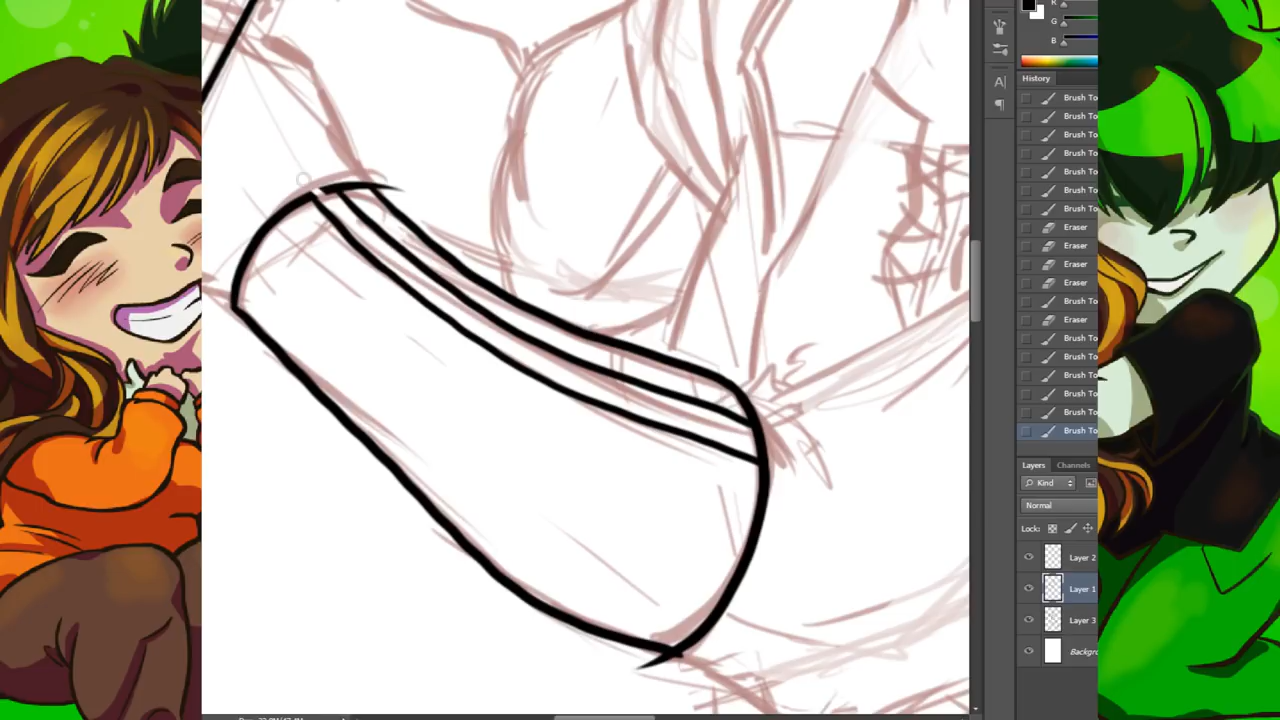 R
G
B
History
Brush To
Brush To
Brush To
Brush To
Brush To
Brush To
Brush To
Eraser
Eraser
Eraser
Eraser
Brush To
Eraser
Brush To
Brush To
Brush To
Brush To
Brush To
Brush To
Layers Channels
Kind
Normal
Lock:
Layer 2
Layer 1
Layer 3
Backgro